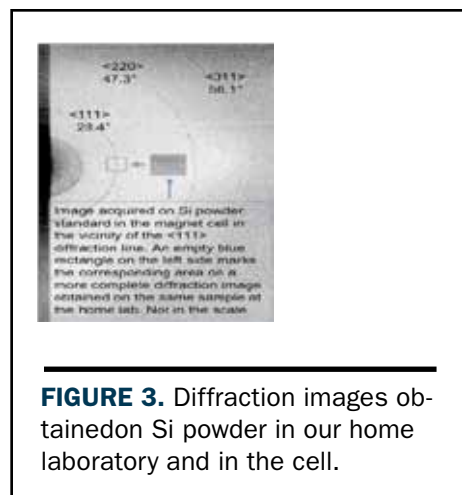 <220>
47.3°
<311>
56.1°
<111>
28.4°
Image acquired on Si powder
standard in the magnet cell in
the vicinity of the <111>
diffraction line. An empty blue
rectangle on the left side marks
the corresponding area on a
more complete diffraction image
obtained on the same sample at
the home lab. Not in the scale
FIGURE 3. Diffraction images ob-
tainedon Si powder in our home
laboratory and in the cell.